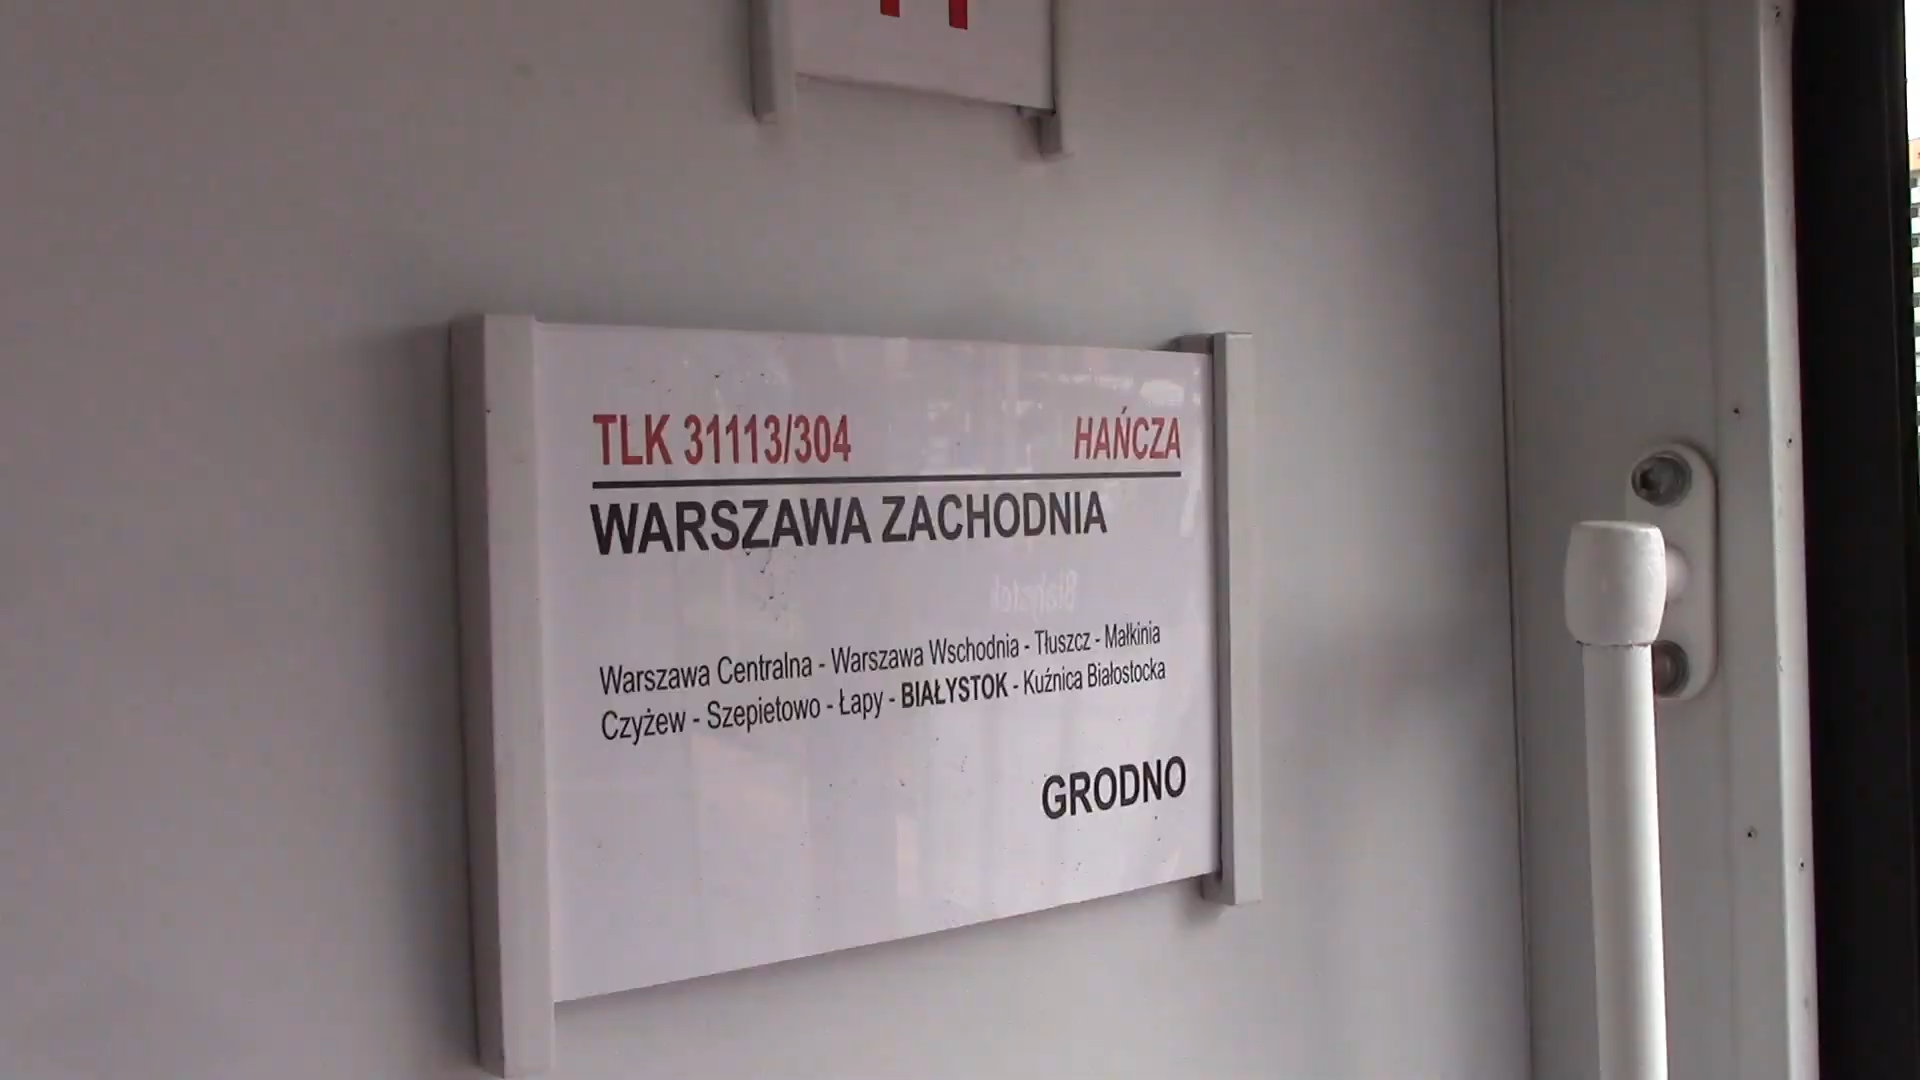 TLK 31113/304 HAŃCZA
WARSZAWA ZACHODNIA
Białystok
Warszawa Centralna - Warszawa Wschodnia - Tłuszcz - Małkinia
Czyżew - Szepietowo - Łapy - BIAŁYSTOK - Kuźnica Białostocka
GRODNO